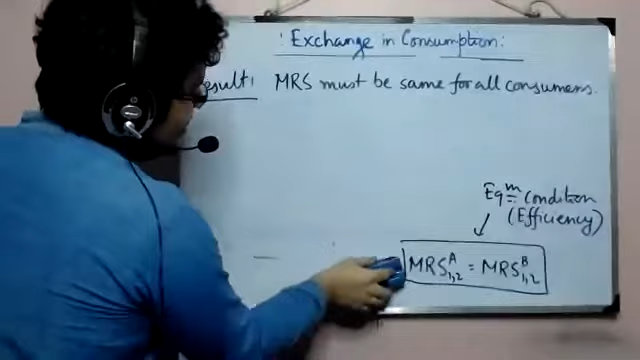 : Exchange in Consumption:
esult: MRS must be same for all consumers.
Eqᵐ condition
(Efficiency)
MRS^A_1,2 = MRS^B_1,2